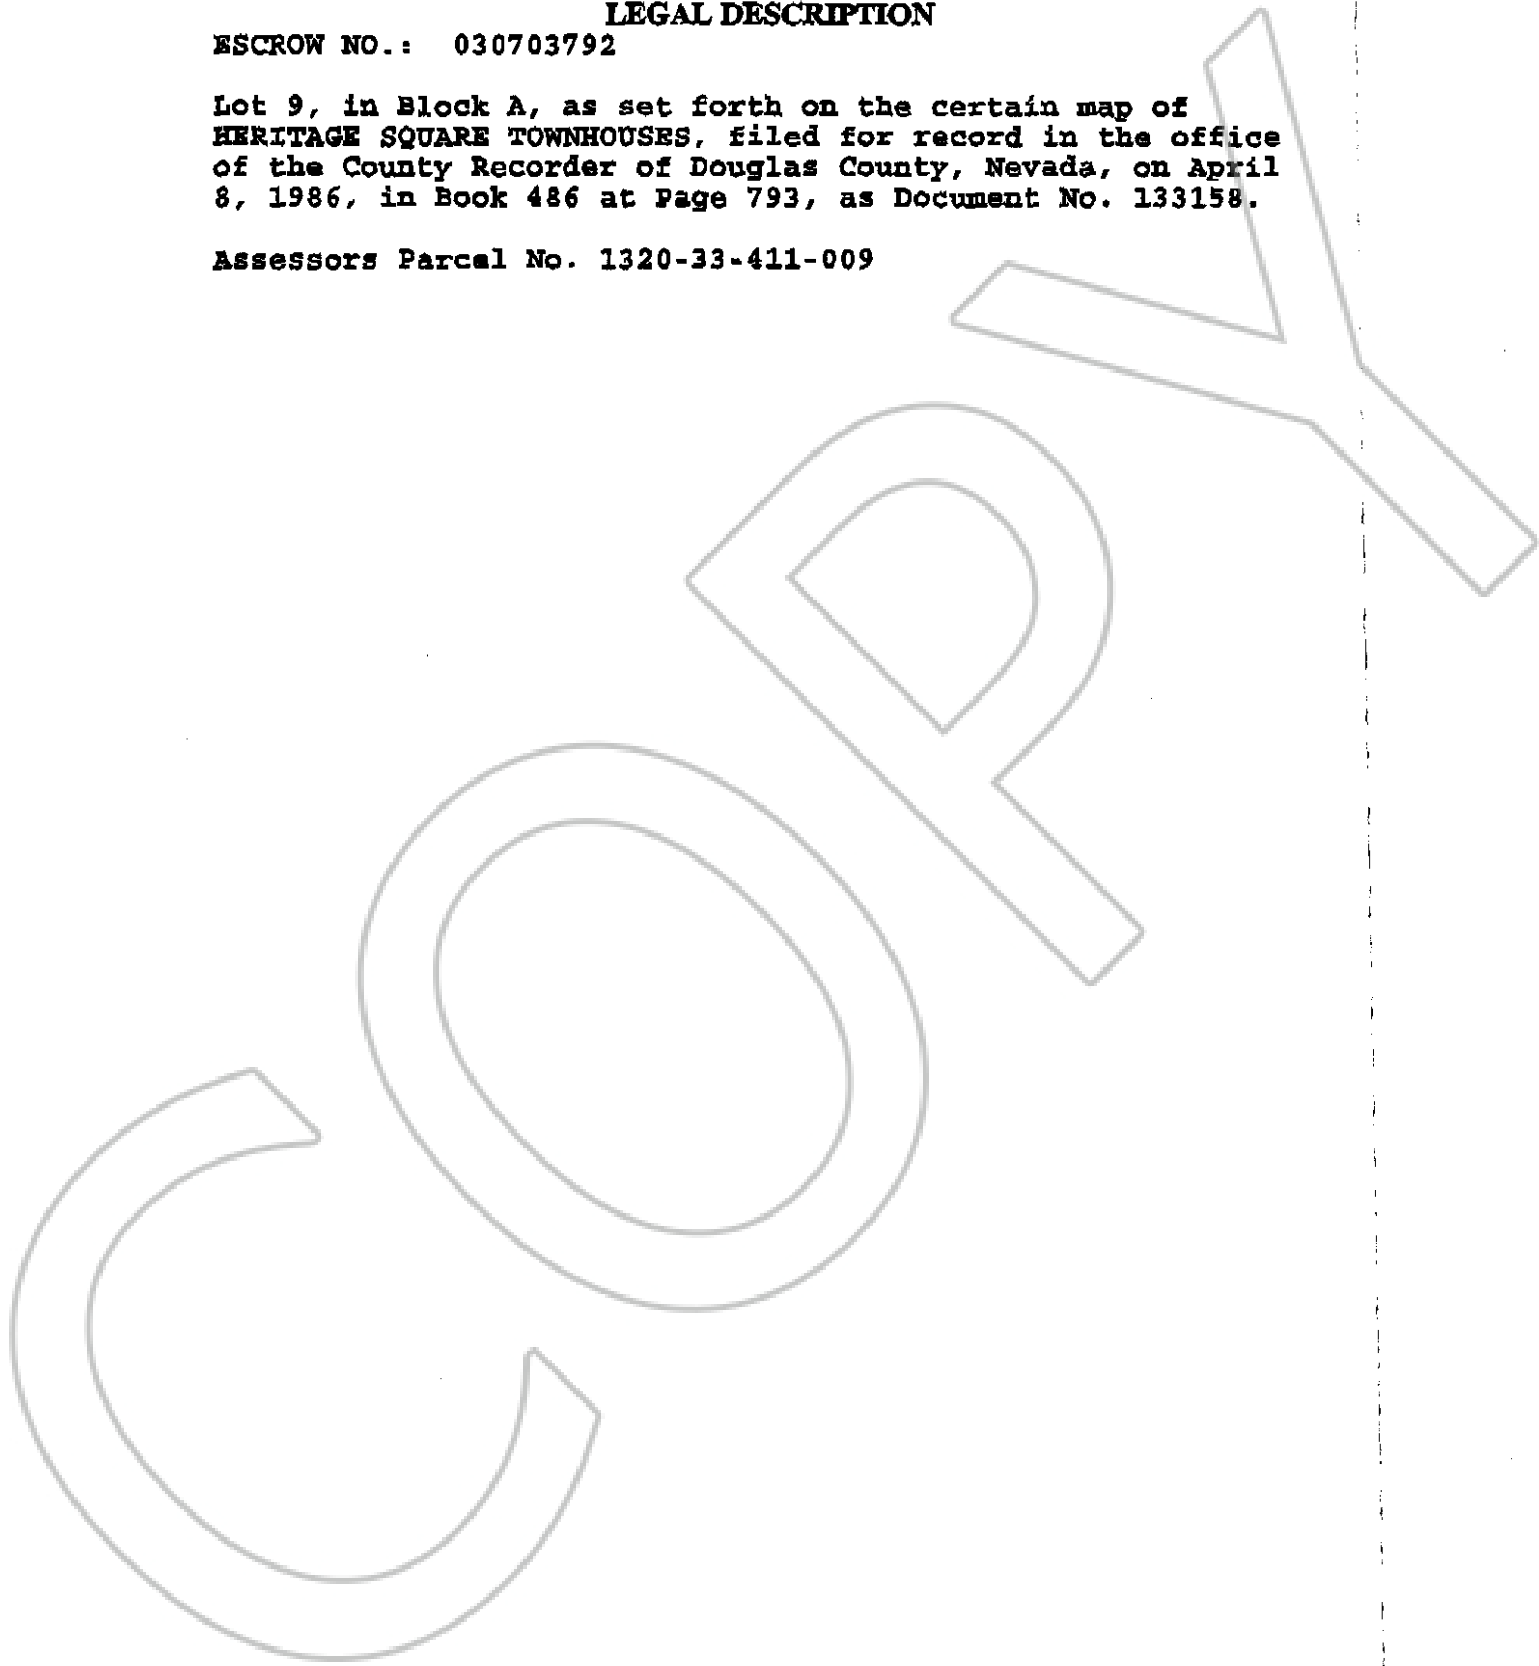 LEGAL DESCRIPTION
ESCROW NO.: 030703792
Lot 9, in Block A, as set forth on the certain map of
HERITAGE SQUARE TOWNHOUSES, filed for record in the office
of the County Recorder of Douglas County, Nevada, on April
8, 1986, in Book 486 at Page 793, as Document No. 133158.
Assessors Parcel No. 1320-33-411-009
COPY